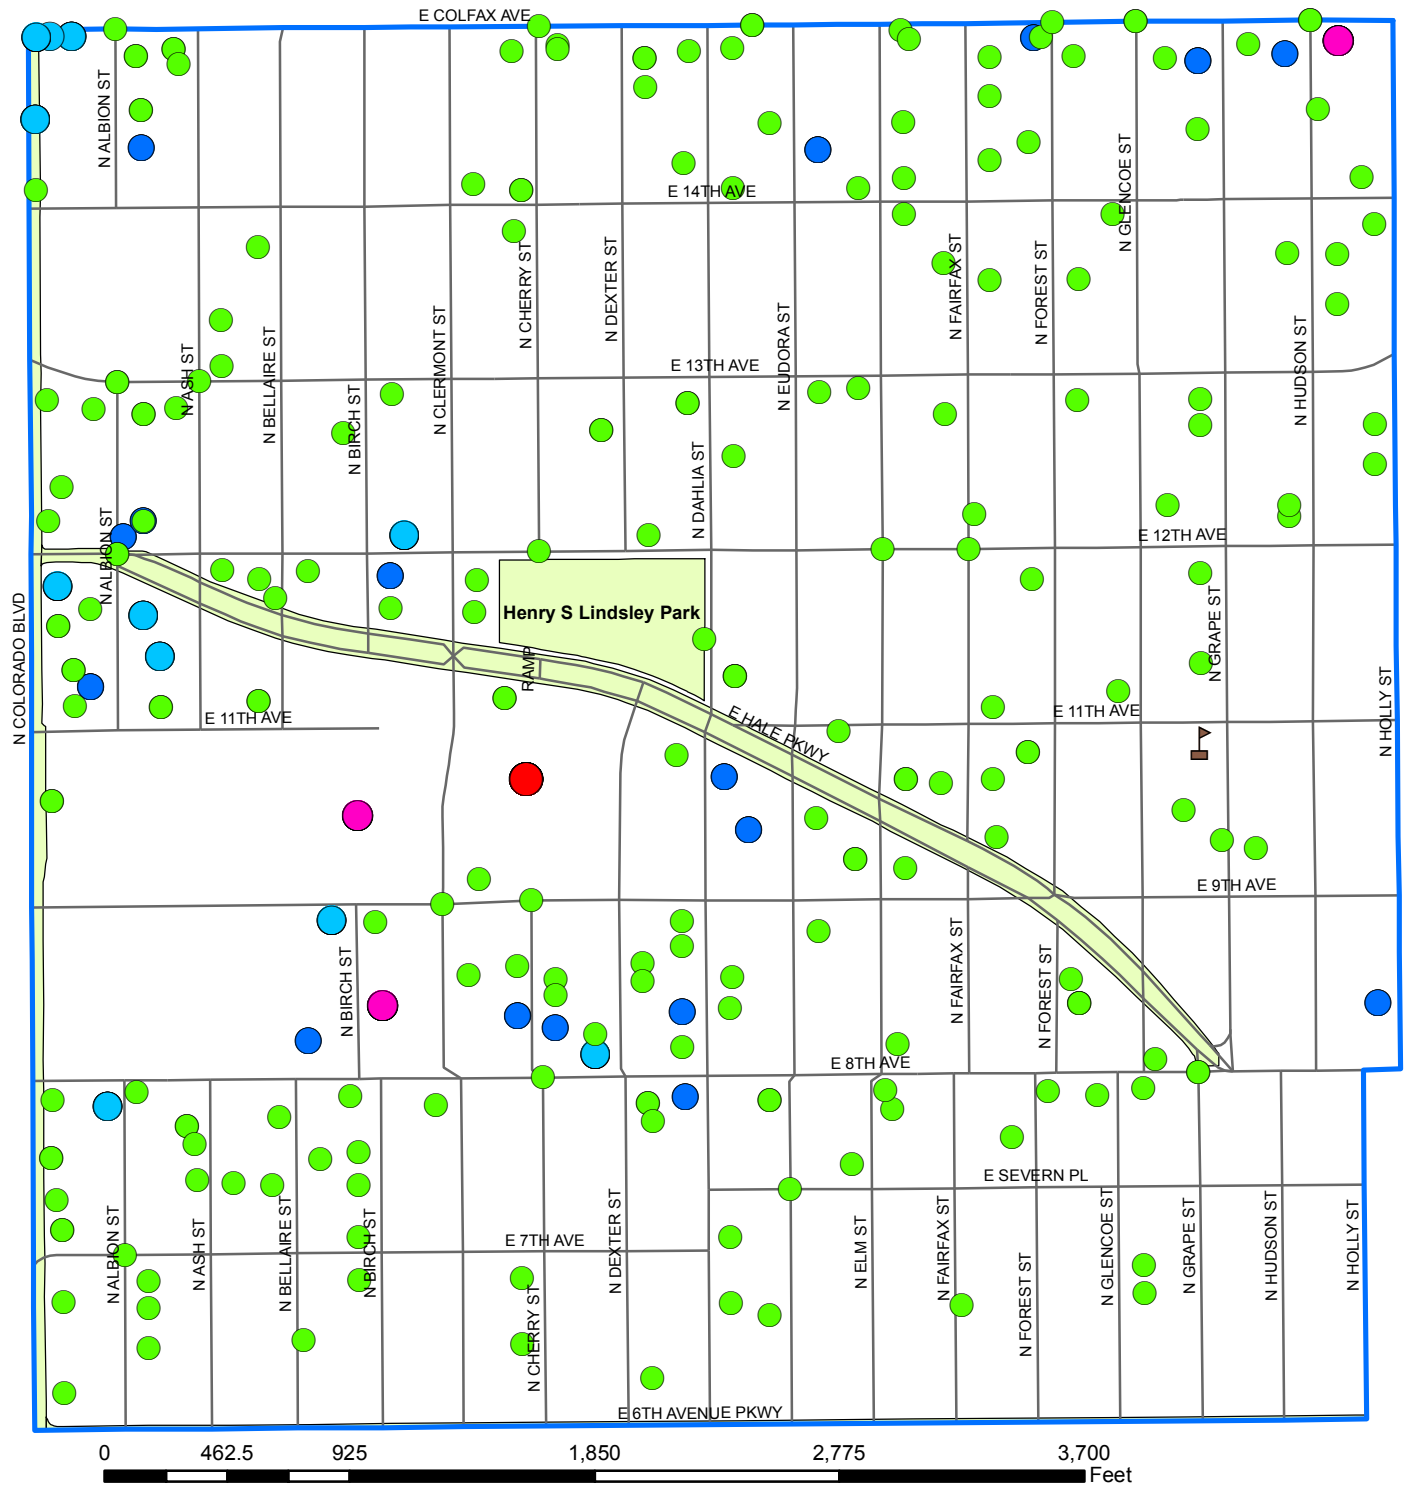 E COLFAX AVE
N ALBION ST
N GLENCOE ST
E 14TH AVE
N CHERRY ST
N DEXTER ST
N FAIRFAX ST
N FOREST ST
N ASH ST
N BELLAIRE ST
N CLERMONT ST
N EUDORA ST
N HUDSON ST
E 13TH AVE
N BIRCH ST
N DAHLIA ST
N ALBION ST
E 12TH AVE
N COLORADO BLVD
Henry S Lindsley Park
N GRAPE ST
RAMP
N HOLLY ST
E 11TH AVE
E HALE PKWY
E 11TH AVE
E 9TH AVE
N BIRCH ST
N FAIRFAX ST
N FOREST ST
E 8TH AVE
E SEVERN PL
N ALBION ST
N ASH ST
N BELLAIRE ST
N BIRCH ST
E 7TH AVE
N DEXTER ST
N ELM ST
N FAIRFAX ST
N GLENCOE ST
N GRAPE ST
N HUDSON ST
N HOLLY ST
N CHERRY ST
N FOREST ST
E 6TH AVENUE PKWY
0 462.5 925 1,850 2,775 3,700
Feet